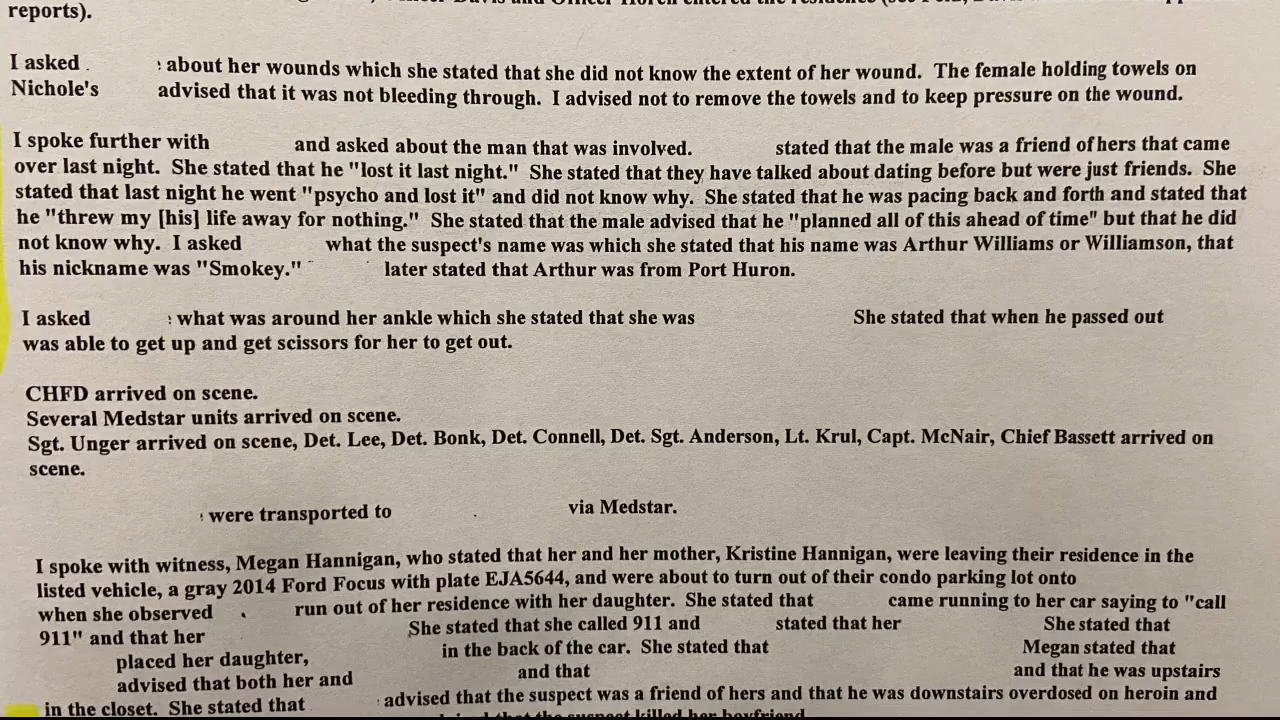 reports).
I asked about her wounds which she stated that she did not know the extent of her wound. The female holding towels on
Nichole's advised that it was not bleeding through. I advised not to remove the towels and to keep pressure on the wound.
I spoke further with and asked about the man that was involved. stated that the male was a friend of hers that came
over last night. She stated that he "lost it last night." She stated that they have talked about dating before but were just friends. She
stated that last night he went "psycho and lost it" and did not know why. She stated that he was pacing back and forth and stated that
he "threw my [his] life away for nothing." She stated that the male advised that he "planned all of this ahead of time" but that he did
not know why. I asked what the suspect's name was which she stated that his name was Arthur Williams or Williamson, that
his nickname was "Smokey." later stated that Arthur was from Port Huron.
I asked what was around her ankle which she stated that she was She stated that when he passed out
was able to get up and get scissors for her to get out.
CHFD arrived on scene.
Several Medstar units arrived on scene.
Sgt. Unger arrived on scene, Det. Lee, Det. Bonk, Det. Connell, Det. Sgt. Anderson, Lt. Krul, Capt. McNair, Chief Bassett arrived on
scene.
were transported to via Medstar.
I spoke with witness, Megan Hannigan, who stated that her and her mother, Kristine Hannigan, were leaving their residence in the
listed vehicle, a gray 2014 Ford Focus with plate EJA5644, and were about to turn out of their condo parking lot onto
when she observed run out of her residence with her daughter. She stated that came running to her car saying to "call
911" and that her She stated that she called 911 and stated that her She stated that
placed her daughter, in the back of the car. She stated that Megan stated that
advised that both her and and that and that he was upstairs
in the closet. She stated that advised that the suspect was a friend of hers and that he was downstairs overdosed on heroin and
that the suspect killed her boyfriend